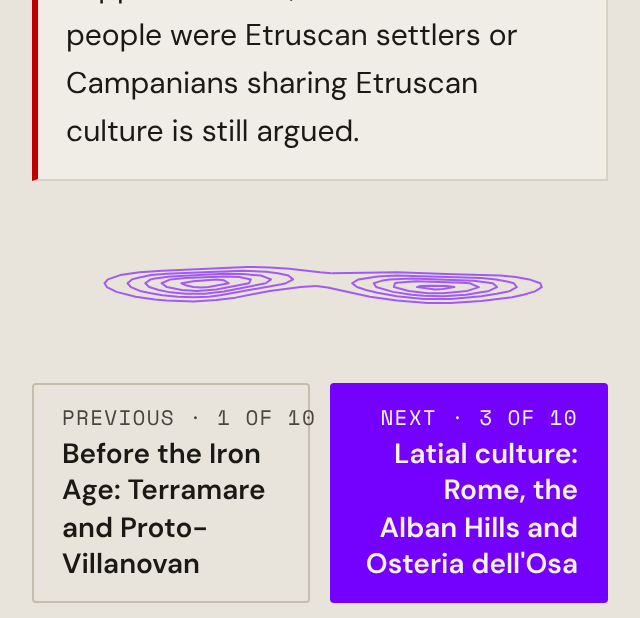 people were Etruscan settlers or
Campanians sharing Etruscan
culture is still argued.
PREVIOUS · 1 OF 10
Before the Iron
Age: Terramare
and Proto-
Villanovan
NEXT · 3 OF 10
Latial culture:
Rome, the
Alban Hills and
Osteria dell'Osa